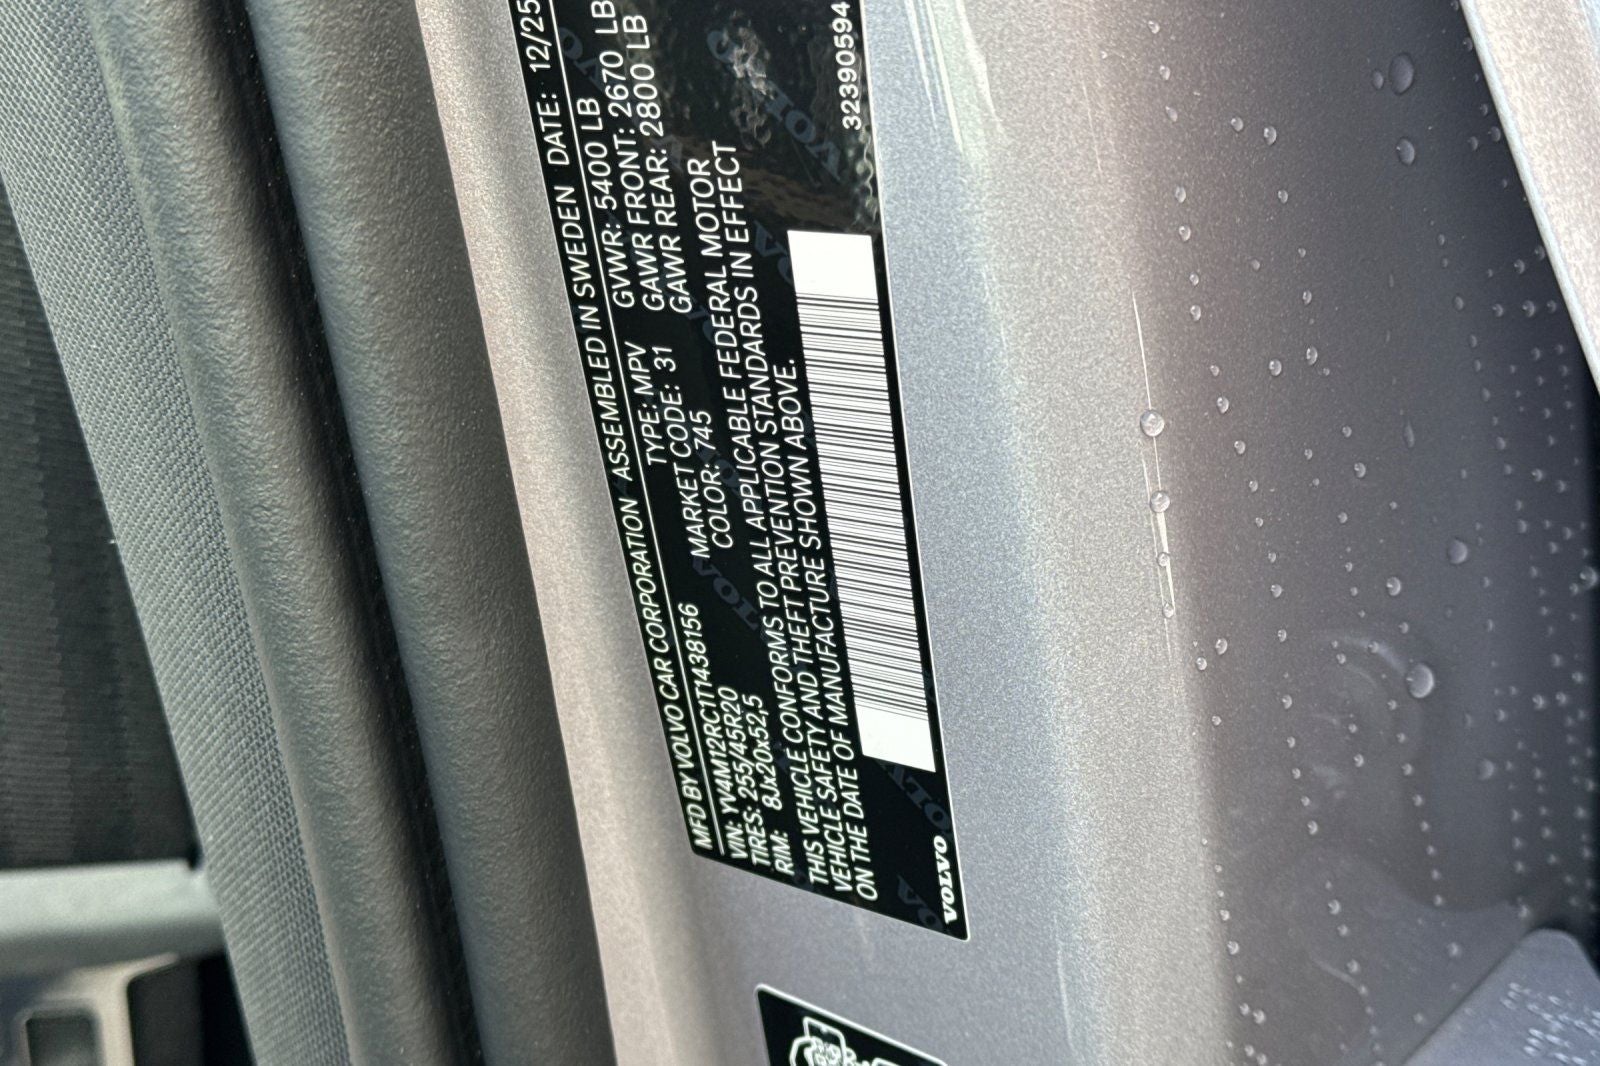 MFD BY VOLVO CAR CORPORATION ASSEMBLED IN SWEDEN DATE: 12/25
VIN: YV4M12RC1T1438156 TYPE: MPV GVWR: 5400 LB
TIRES: 255/45R20 MARKET CODE: 31 GAWR FRONT: 2670 LB
RIM: 8Jx20x52,5 COLOR: 745 GAWR REAR: 2800 LB
THIS VEHICLE CONFORMS TO ALL APPLICABLE FEDERAL MOTOR
VEHICLE SAFETY AND THEFT PREVENTION STANDARDS IN EFFECT
ON THE DATE OF MANUFACTURE SHOWN ABOVE.
VOLVO 32390594